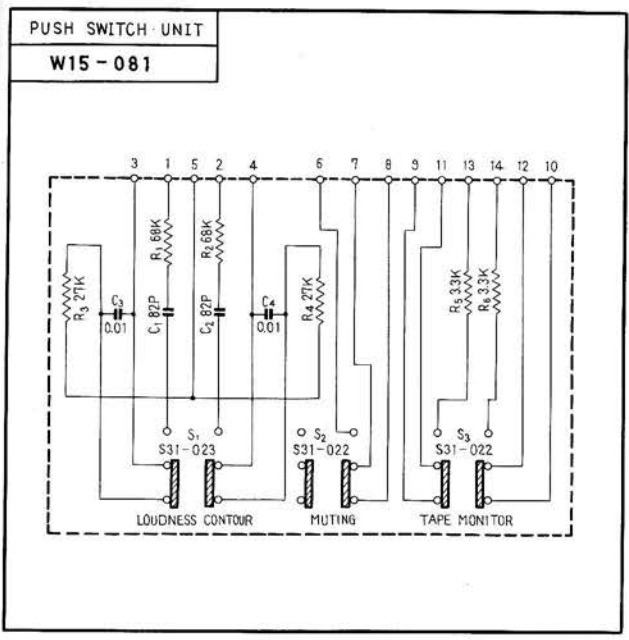 PUSH SWITCH UNIT
W15-081
3 1 5 2 4 6 7 8 9 11 13 14 12 10
R1 68K
R2 68K
R3 27K
C3
0.01
C1 82P
C2 82P
C4
0.01
R4 27K
R5 3.3K
R6 3.3K
S1
S31-023
S2
S31-022
S3
S31-022
LOUDNESS CONTOUR
MUTING
TAPE MONITOR